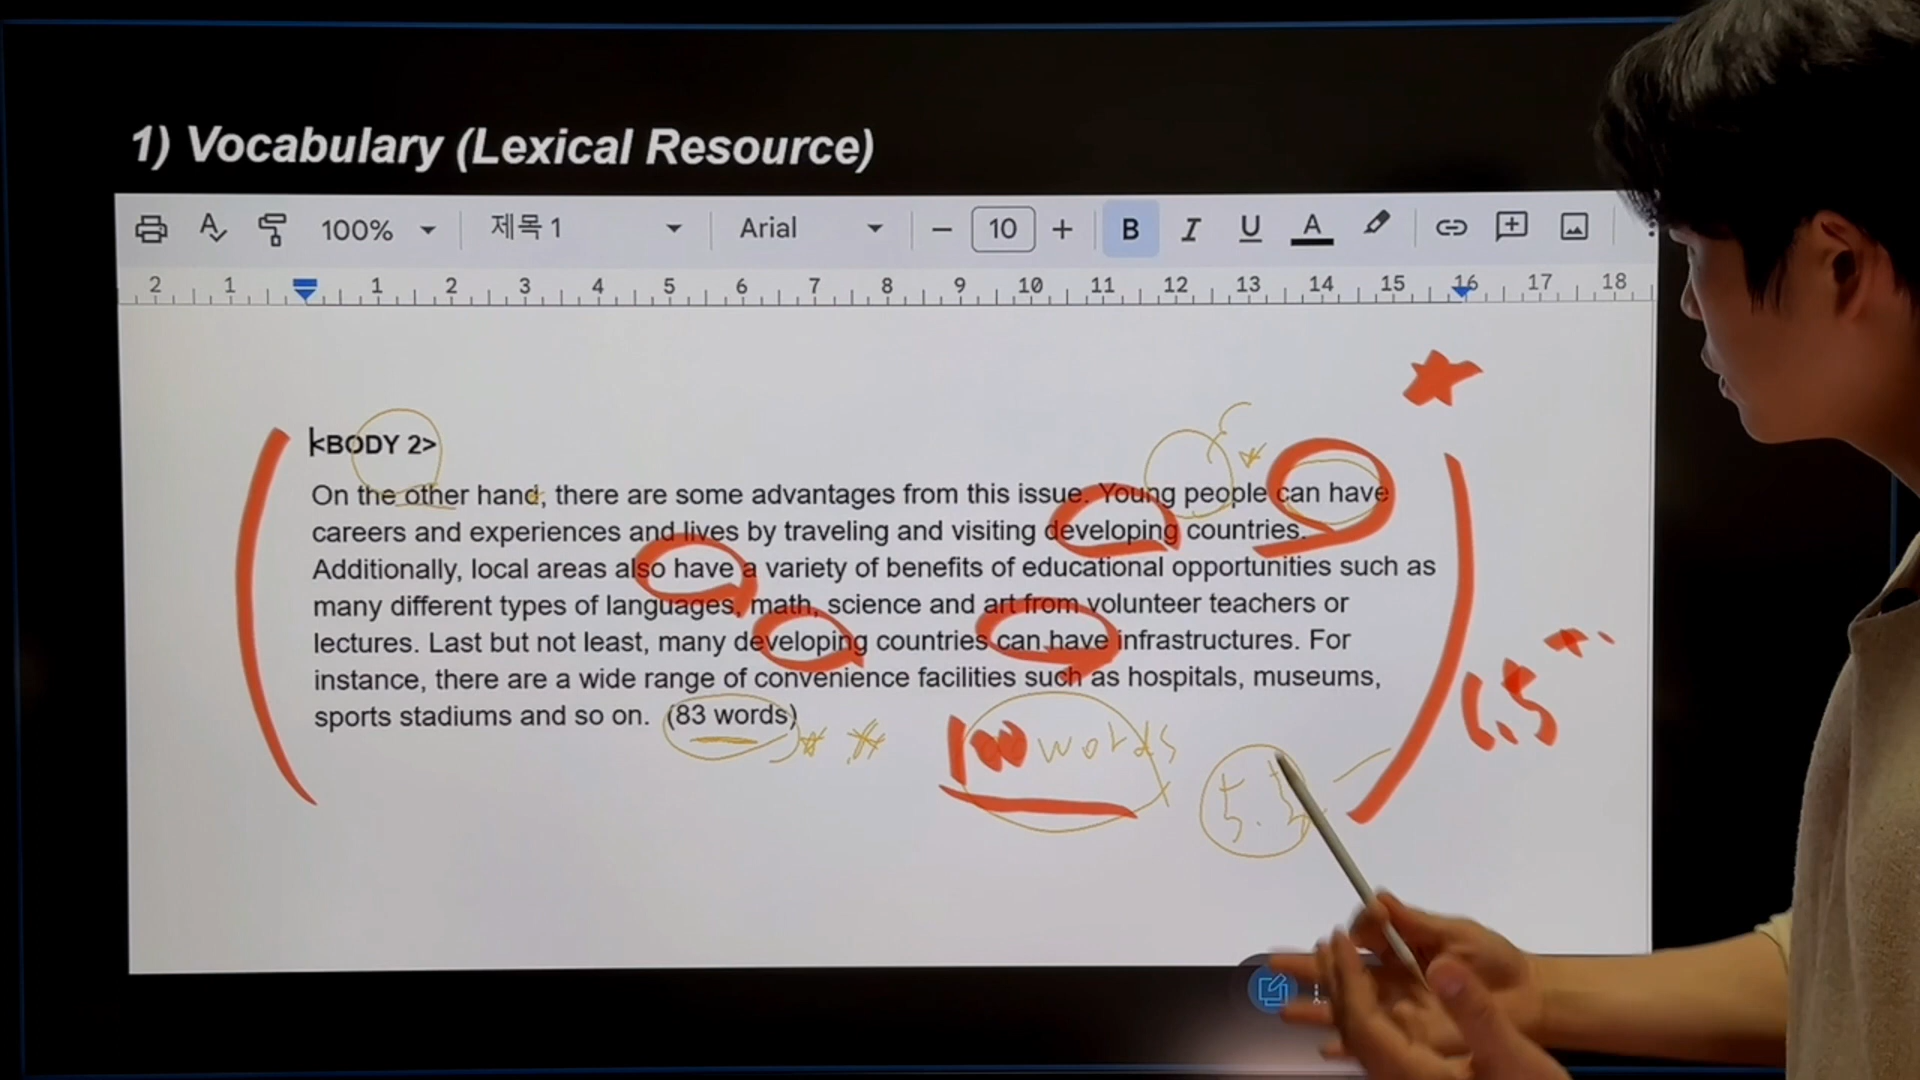 1) Vocabulary (Lexical Resource)
100% 제목 1 Arial 10 B I U A
2 1 1 2 3 4 5 6 7 8 9 10 11 12 13 14 15 16 17 18
<BODY 2>
On the other hand, there are some advantages from this issue. Young people can have
careers and experiences and lives by traveling and visiting developing countries.
Additionally, local areas also have a variety of benefits of educational opportunities such as
many different types of languages, math, science and art from volunteer teachers or
lectures. Last but not least, many developing countries can have infrastructures. For
instance, there are a wide range of convenience facilities such as hospitals, museums,
sports stadiums and so on. (83 words)
100 words
5.5